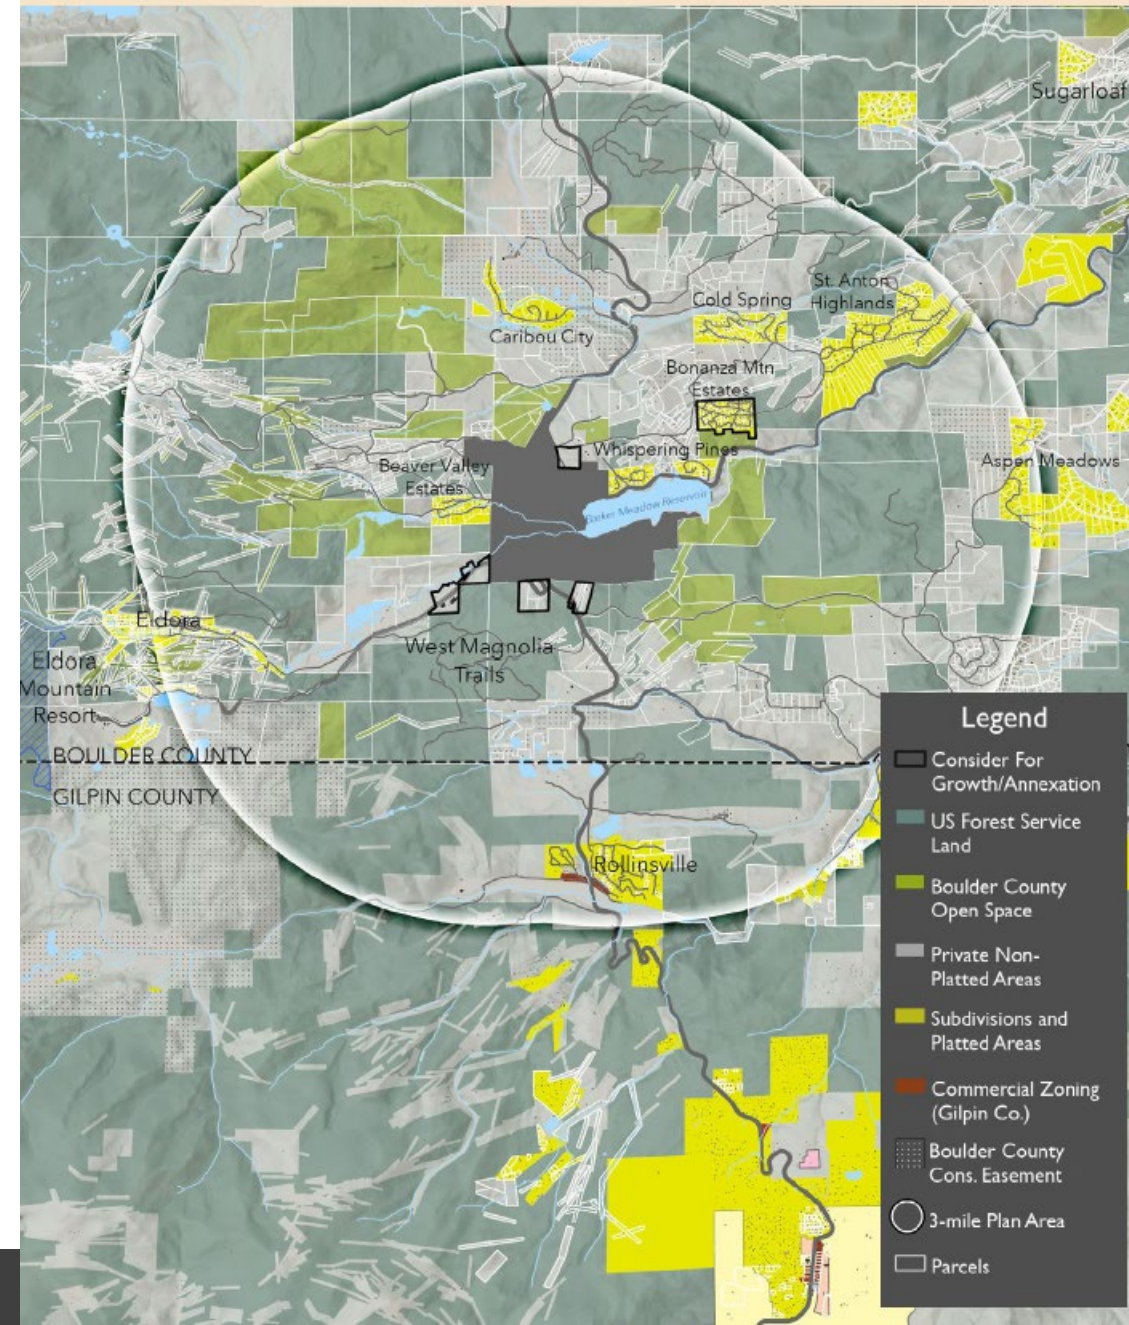 Sugarloaf
St. Anton
Highlands
Cold Spring
Caribou City
Bonanza Mtn
Estates
Whispering Pines
Beaver Valley
Estates
Aspen Meadows
Barker Meadow Reservoir
Eldora
West Magnolia
Trails
Eldora
Mountain
Resort
BOULDER COUNTY
GILPIN COUNTY
Rollinsville
Legend
Consider For
Growth/Annexation
US Forest Service
Land
Boulder County
Open Space
Private Non-
Platted Areas
Subdivisions and
Platted Areas
Commercial Zoning
(Gilpin Co.)
Boulder County
Cons. Easement
3-mile Plan Area
Parcels